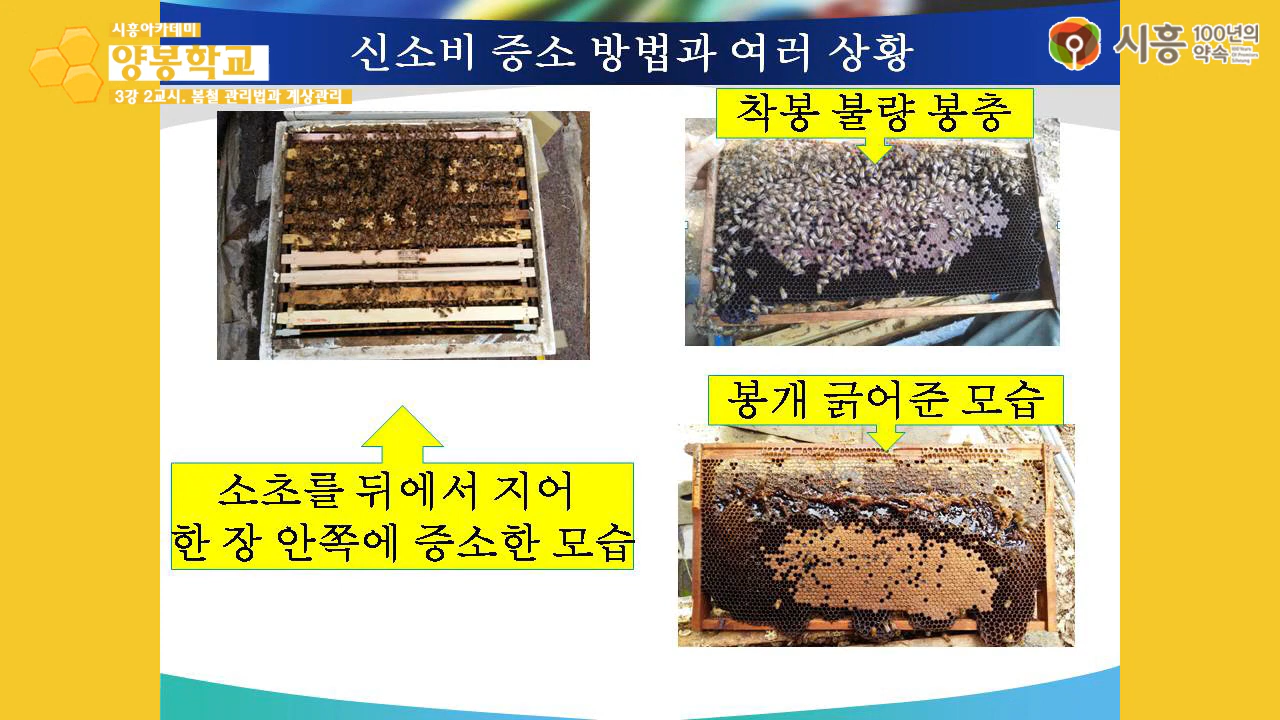 시흥아카데미
양봉학교
3강 2교시. 봄철 관리법과 계상관리
신소비 증소 방법과 여러 상황
시흥 100년의 약속
착봉 불량 봉충
봉개 긁어준 모습
소초를 뒤에서 지어
한 장 안쪽에 증소한 모습